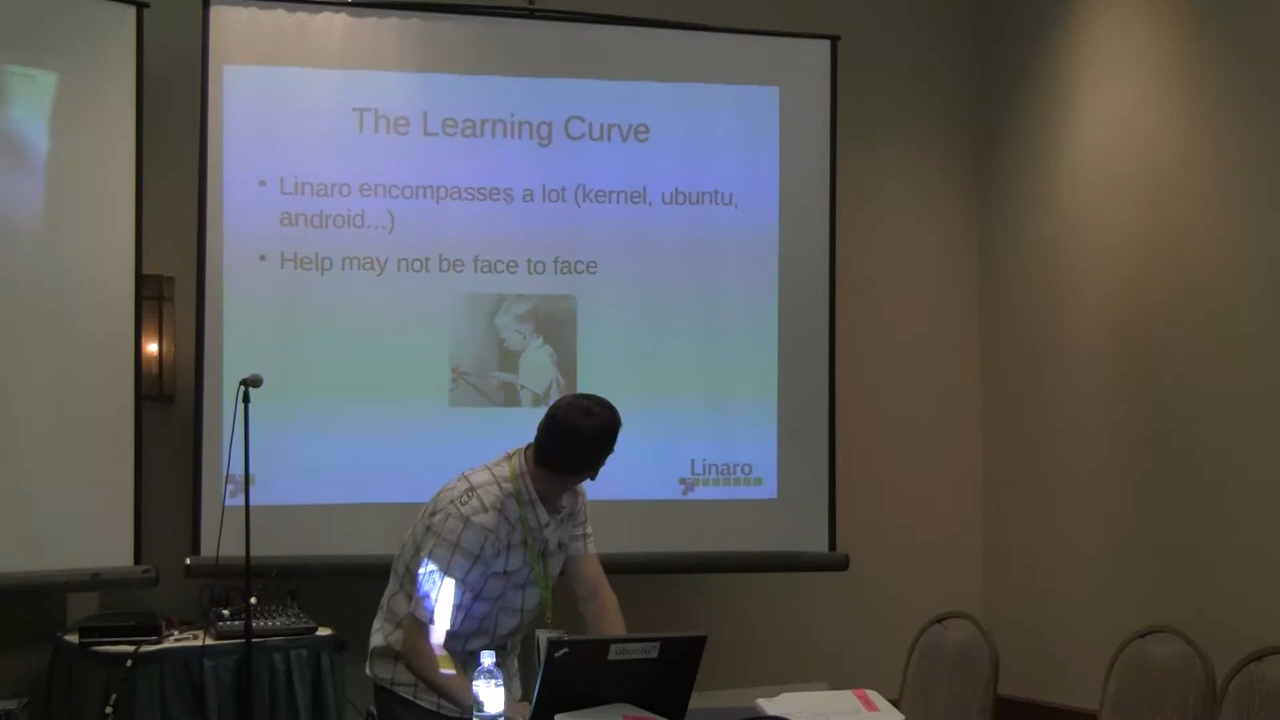 The Learning Curve
• Linaro encompasses a lot (kernel, ubuntu,
android...)
• Help may not be face to face
Linaro
ubuntu